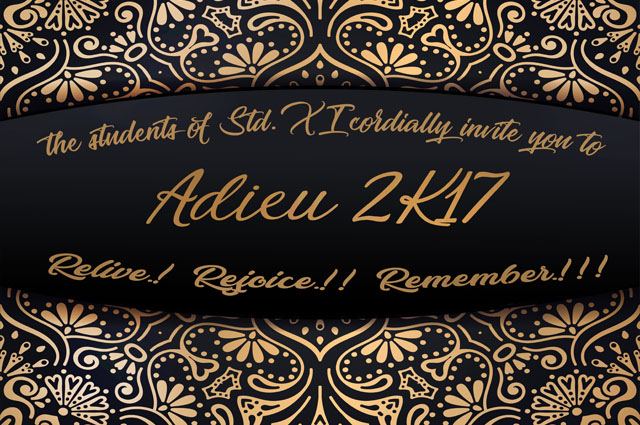 the students of Std. XI cordially invite you to
Adieu 2K17
Relive.! Rejoice.!! Remember.!!!